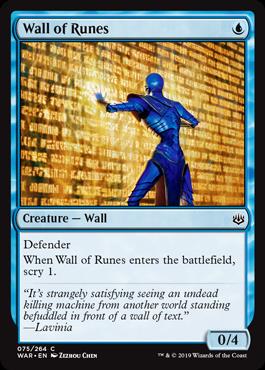 Wall of Runes
Creature — Wall
Defender
When Wall of Runes enters the battlefield,
scry 1.
"It's strangely satisfying seeing an undead
killing machine from another world standing
befuddled in front of a wall of text."
—Lavinia
0/4
075/264 C
WAR • EN Zezhou Chen
™ & © 2019 Wizards of the Coast